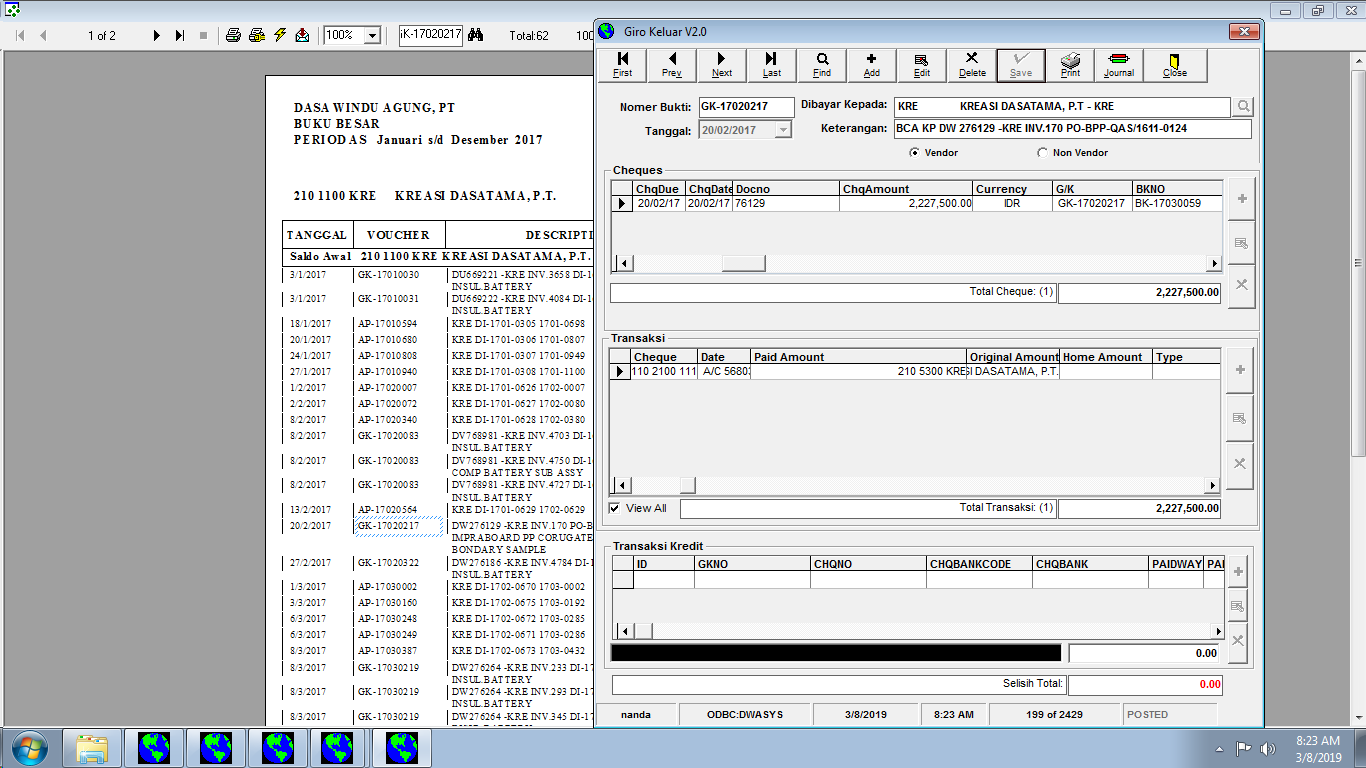 1 of 2
100%
iK-17020217
Total:62
100
DASA WINDU AGUNG, PT
BUKU BESAR
PERIODAS Januari s/d Desember 2017
210 1100 KRE KREASI DASATAMA, P.T.
TANGGAL VOUCHER DESCRIPTI
Saldo Awal 210 1100 KRE KREASI DASATAMA, P.T.
3/1/2017 GK-17010030 DU669221 -KRE INV.3658 DI-1
INSUL.BATTERY
3/1/2017 GK-17010031 DU669222 -KRE INV.4084 DI-1
INSUL.BATTERY
18/1/2017 AP-17010594 KRE DI-1701-0305 1701-0698
20/1/2017 AP-17010680 KRE DI-1701-0306 1701-0807
24/1/2017 AP-17010808 KRE DI-1701-0307 1701-0949
27/1/2017 AP-17010940 KRE DI-1701-0308 1701-1100
1/2/2017 AP-17020007 KRE DI-1701-0626 1702-0007
2/2/2017 AP-17020072 KRE DI-1701-0627 1702-0080
8/2/2017 AP-17020340 KRE DI-1701-0628 1702-0380
8/2/2017 GK-17020083 DV768981 -KRE INV.4703 DI-1
INSUL.BATTERY
8/2/2017 GK-17020083 DV768981 -KRE INV.4750 DI-1
COMP BATTERY SUB ASSY
8/2/2017 GK-17020083 DV768981 -KRE INV.4727 DI-1
INSUL.BATTERY
13/2/2017 AP-17020564 KRE DI-1701-0629 1702-0629
20/2/2017 GK-17020217 DW276129 -KRE INV.170 PO-B
IMPRABOARD PP CORUGATE
BONDARY SAMPLE
27/2/2017 GK-17020322 DW276186 -KRE INV.4784 DI-1
INSUL.BATTERY
1/3/2017 AP-17030002 KRE DI-1702-0670 1703-0002
3/3/2017 AP-17030160 KRE DI-1702-0675 1703-0192
6/3/2017 AP-17030248 KRE DI-1702-0672 1703-0285
6/3/2017 AP-17030249 KRE DI-1702-0671 1703-0286
8/3/2017 AP-17030387 KRE DI-1702-0673 1703-0432
8/3/2017 GK-17030219 DW276264 -KRE INV.233 DI-17
INSUL.BATTERY
8/3/2017 GK-17030219 DW276264 -KRE INV.293 DI-17
INSUL.BATTERY
8/3/2017 GK-17030219 DW276264 -KRE INV.345 DI-17
Giro Keluar V2.0
First Prev Next Last Find Add Edit Delete Save Print Journal Close
Nomer Bukti: GK-17020217 Dibayar Kepada: KRE KREASI DASATAMA, P.T - KRE
Tanggal: 20/02/2017 Keterangan: BCA KP DW 276129 -KRE INV.170 PO-BPP-QAS/1611-0124
Vendor Non Vendor
Cheques
ChqDue ChqDate Docno ChqAmount Currency G/K BKNO
20/02/17 20/02/17 76129 2,227,500.00 IDR GK-17020217 BK-17030059
Total Cheque: (1) 2,227,500.00
Transaksi
Cheque Date Paid Amount Original Amount Home Amount Type
110 2100 111 A/C 5680: 210 5300 KRE SI DASATAMA, P.T.
View All Total Transaksi: (1) 2,227,500.00
Transaksi Kredit
ID GKNO CHQNO CHQBANKCODE CHQBANK PAIDWAY PAI
0.00
Selisih Total: 0.00
nanda ODBC:DWASYS 3/8/2019 8:23 AM 199 of 2429 POSTED
8:23 AM
3/8/2019